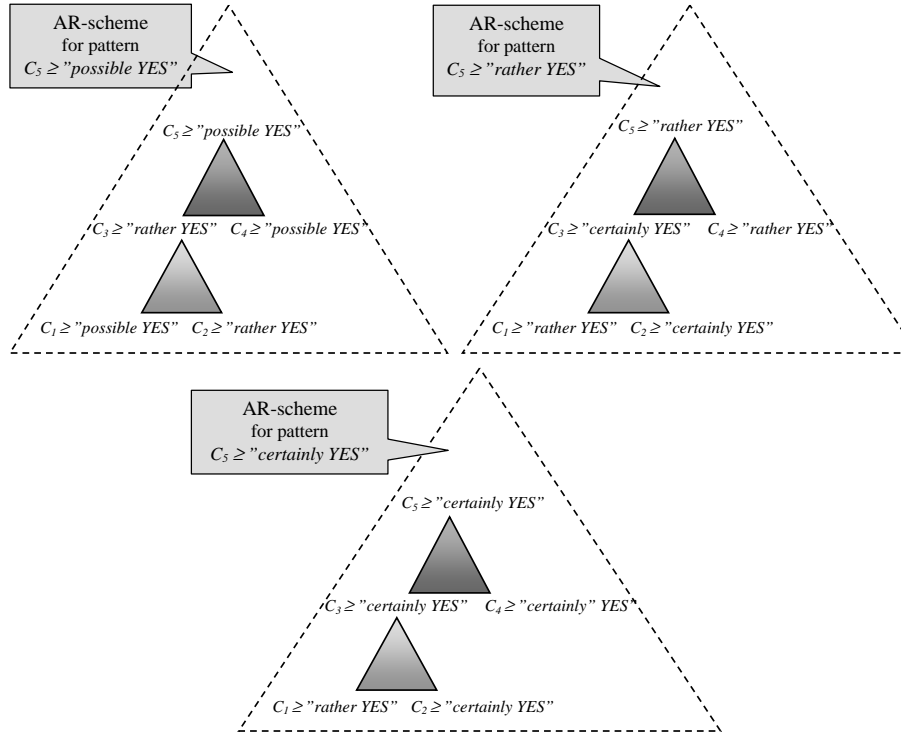 AR-scheme
for pattern
C₅ ≥ ”possible YES”
C₅ ≥ ”possible YES”
C₃ ≥ ”rather YES” C₄ ≥ ”possible YES”
C₁ ≥ ”possible YES” C₂ ≥ ”rather YES”
AR-scheme
for pattern
C₅ ≥ ”rather YES”
C₅ ≥ ”rather YES”
C₃ ≥ ”certainly YES” C₄ ≥ ”rather YES”
C₁ ≥ ”rather YES” C₂ ≥ ”certainly YES”
AR-scheme
for pattern
C₅ ≥ ”certainly YES”
C₅ ≥ ”certainly YES”
C₃ ≥ ”certainly YES” C₄ ≥ ”certainly” YES”
C₁ ≥ ”rather YES” C₂ ≥ ”certainly YES”